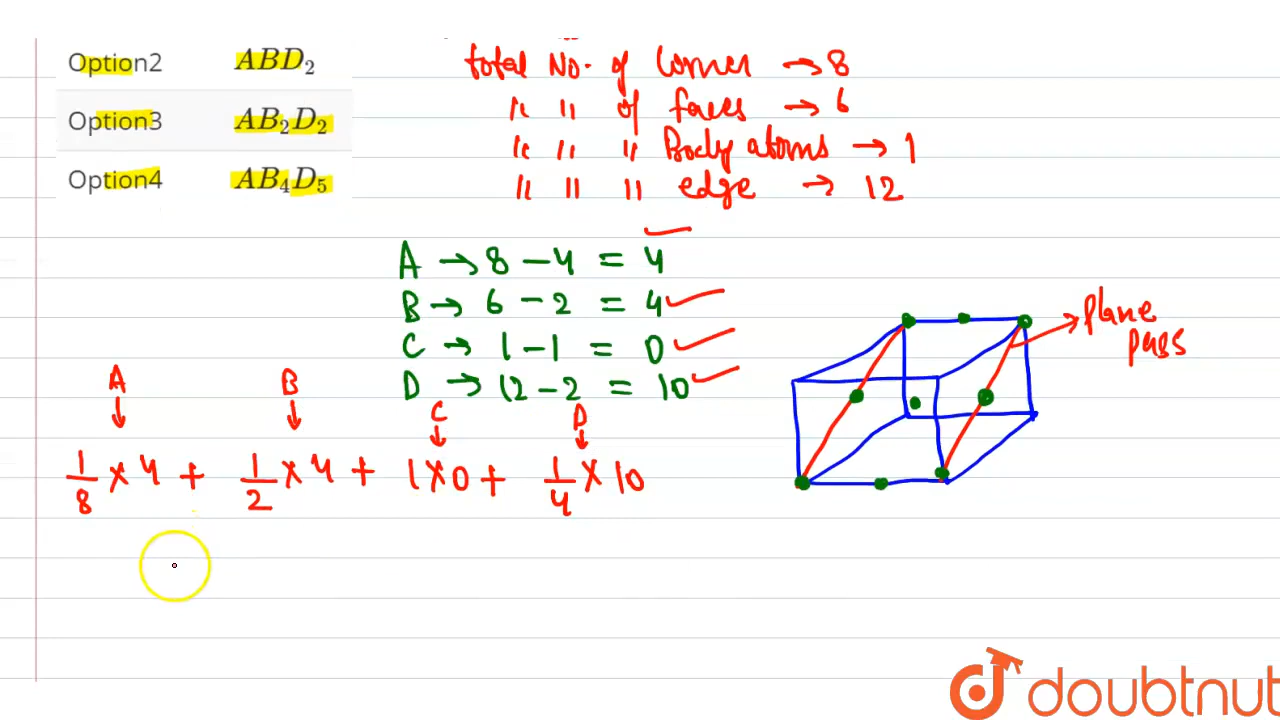 Option2 ABD₂
Option3 AB₂D₂
Option4 AB₄D₅
total No. of Corner → 8
〃 〃 of faces → 6
〃 〃 〃 Body atoms → 1
〃 〃 〃 edge → 12
A → 8 - 4 = 4
B → 6 - 2 = 4
C → 1 - 1 = 0
D → 12 - 2 = 10
A B C D
1/8 × 4 + 1/2 × 4 + 1 × 0 + 1/4 × 10
plane
pass
doubtnut